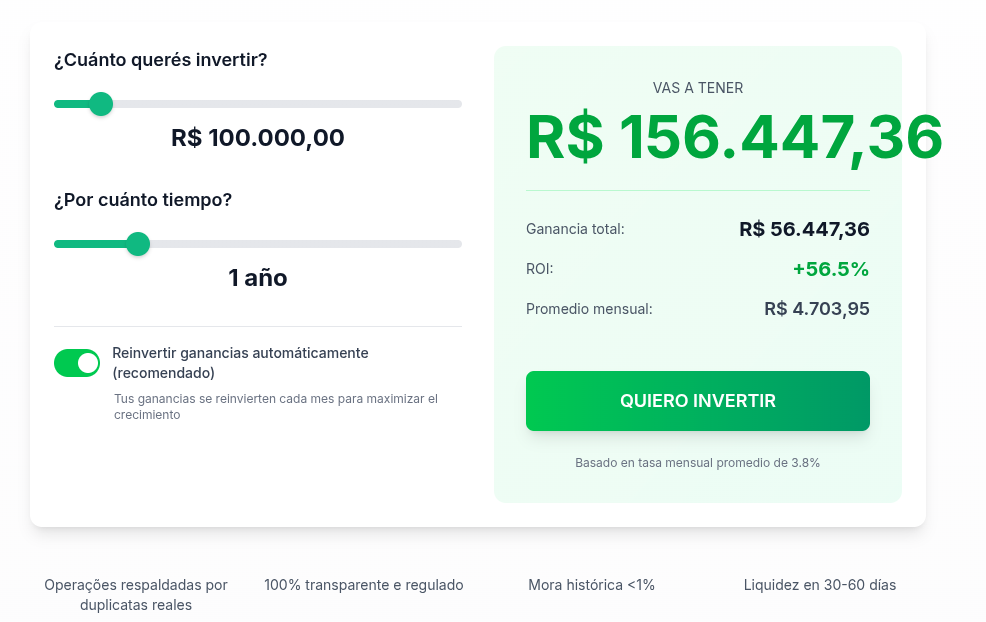 ¿Cuánto querés invertir?
R$ 100.000,00
¿Por cuánto tiempo?
1 año
Reinvertir ganancias automáticamente
(recomendado)
Tus ganancias se reinvierten cada mes para maximizar el
crecimiento
VAS A TENER
R$ 156.447,36
Ganancia total: R$ 56.447,36
ROI: +56.5%
Promedio mensual: R$ 4.703,95
QUIERO INVERTIR
Basado en tasa mensual promedio de 3.8%
Operações respaldadas por
duplicatas reales
100% transparente e regulado
Mora histórica <1%
Liquidez en 30-60 días